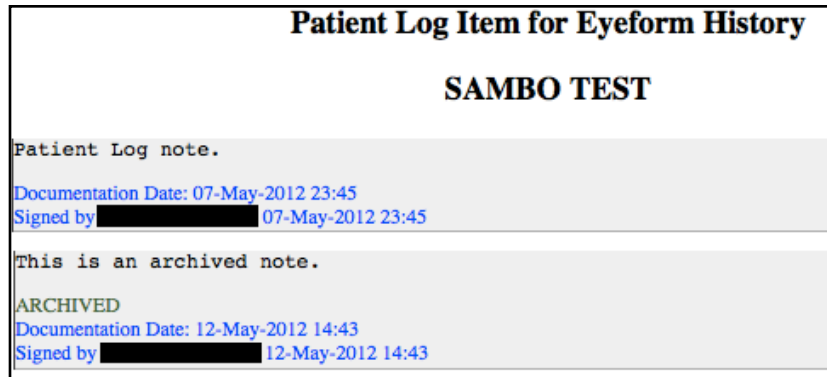 Patient Log Item for Eyeform History
SAMBO TEST
Patient Log note.
Documentation Date: 07-May-2012 23:45
Signed by 07-May-2012 23:45
This is an archived note.
ARCHIVED
Documentation Date: 12-May-2012 14:43
Signed by 12-May-2012 14:43